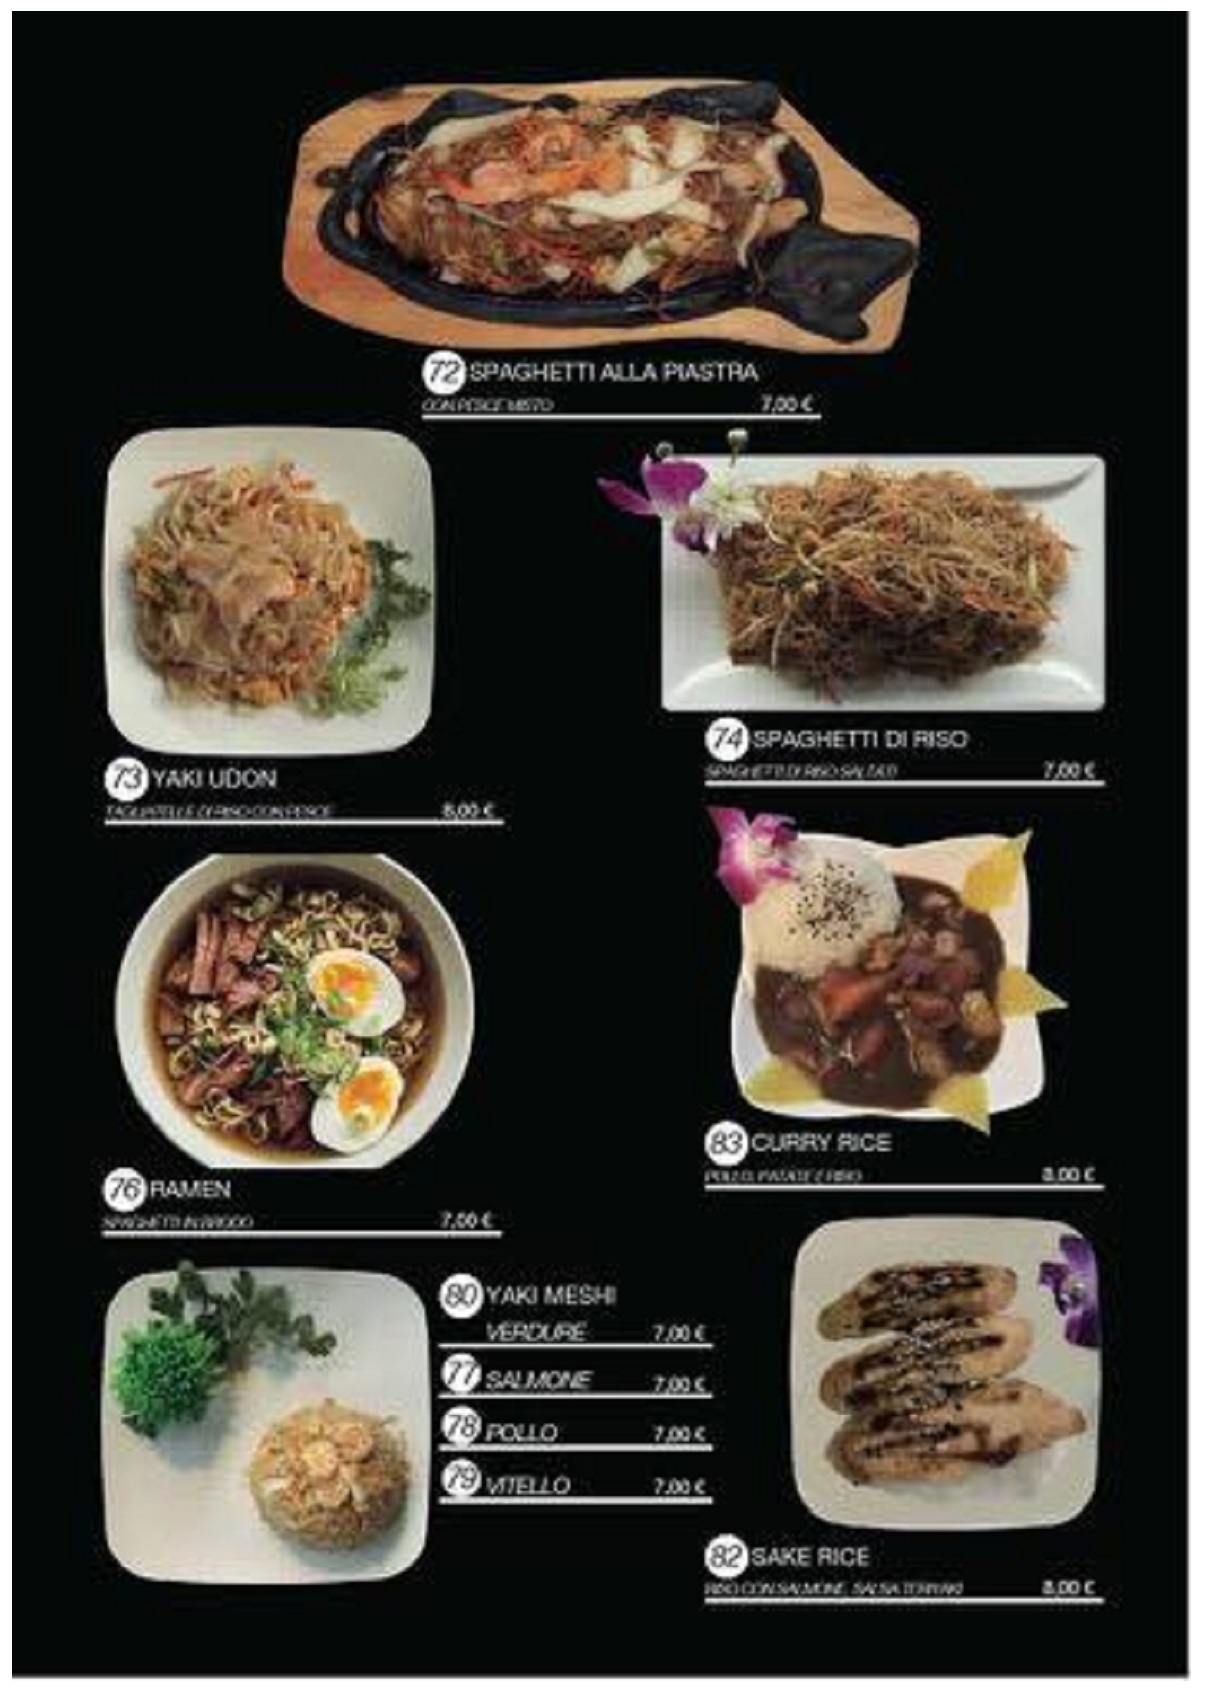 72 SPAGHETTI ALLA PIASTRA
CON PESCE MISTO 7,00 €
73 YAKI UDON
TAGLIATELLE DI RISO CON PESCE 8,00 €
74 SPAGHETTI DI RISO
SPAGHETTI DI RISO SALTATI 7,00 €
76 RAMEN
SPAGHETTI IN BRODO 7,00 €
83 CURRY RICE
POLLO, PATATE E RISO 8,00 €
80 YAKI MESHI
VERDURE 7,00 €
77 SALMONE 7,00 €
78 POLLO 7,00 €
79 VITELLO 7,00 €
82 SAKE RICE
RISO CON SALMONE, SALSA TERIYAKI 8,00 €